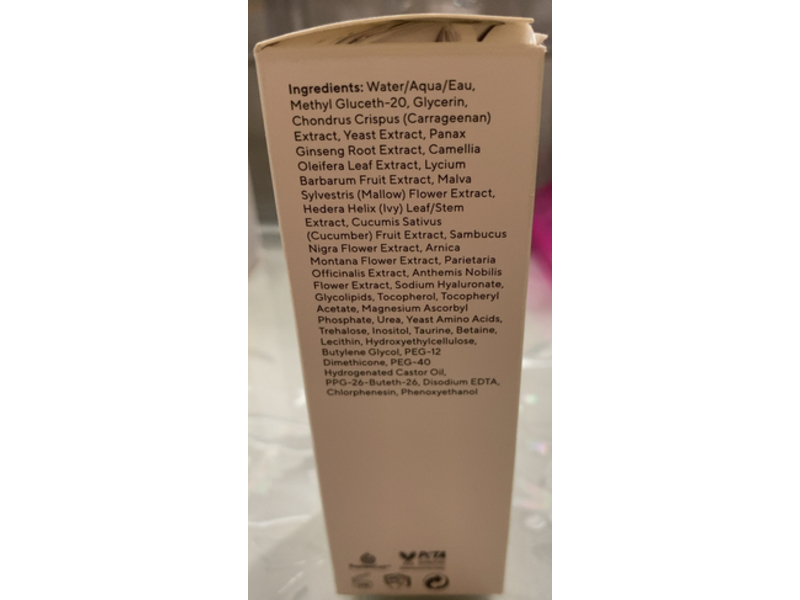 Ingredients: Water/Aqua/Eau,
Methyl Gluceth-20, Glycerin,
Chondrus Crispus (Carrageenan)
Extract, Yeast Extract, Panax
Ginseng Root Extract, Camellia
Oleifera Leaf Extract, Lycium
Barbarum Fruit Extract, Malva
Sylvestris (Mallow) Flower Extract,
Hedera Helix (Ivy) Leaf/Stem
Extract, Cucumis Sativus
(Cucumber) Fruit Extract, Sambucus
Nigra Flower Extract, Arnica
Montana Flower Extract, Parietaria
Officinalis Extract, Anthemis Nobilis
Flower Extract, Sodium Hyaluronate,
Glycolipids, Tocopherol, Tocopheryl
Acetate, Magnesium Ascorbyl
Phosphate, Urea, Yeast Amino Acids,
Trehalose, Inositol, Taurine, Betaine,
Lecithin, Hydroxyethylcellulose,
Butylene Glycol, PEG-12
Dimethicone, PEG-40
Hydrogenated Castor Oil,
PPG-26-Buteth-26, Disodium EDTA,
Chlorphenesin, Phenoxyethanol
PETA